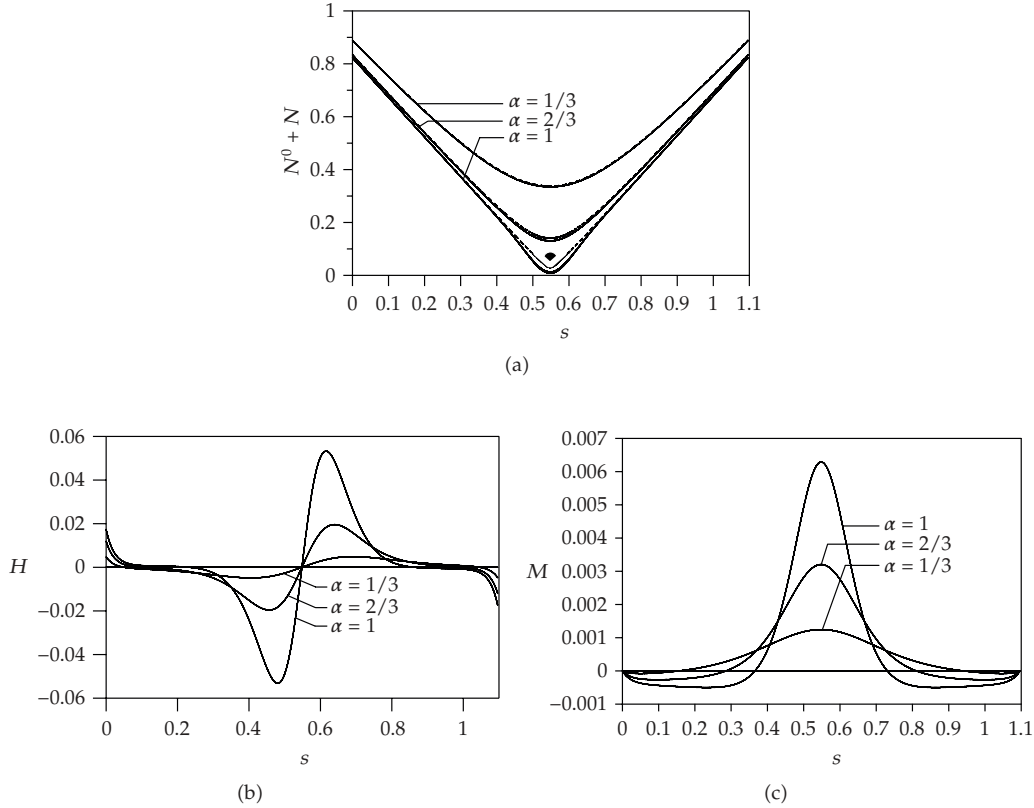 1
0.8
0.6
0.4
0.2
0
N⁰ + N
α = 1/3
α = 2/3
α = 1
0 0.1 0.2 0.3 0.4 0.5 0.6 0.7 0.8 0.9 1 1.1
s
(a)
0.06
0.04
0.02
0
−0.02
−0.04
−0.06
H
α = 1/3
α = 2/3
α = 1
0 0.2 0.4 0.6 0.8 1
s
(b)
0.007
0.006
0.005
0.004
0.003
0.002
0.001
0
−0.001
M
α = 1
α = 2/3
α = 1/3
0 0.1 0.2 0.3 0.4 0.5 0.6 0.7 0.8 0.9 1 1.1
s
(c)